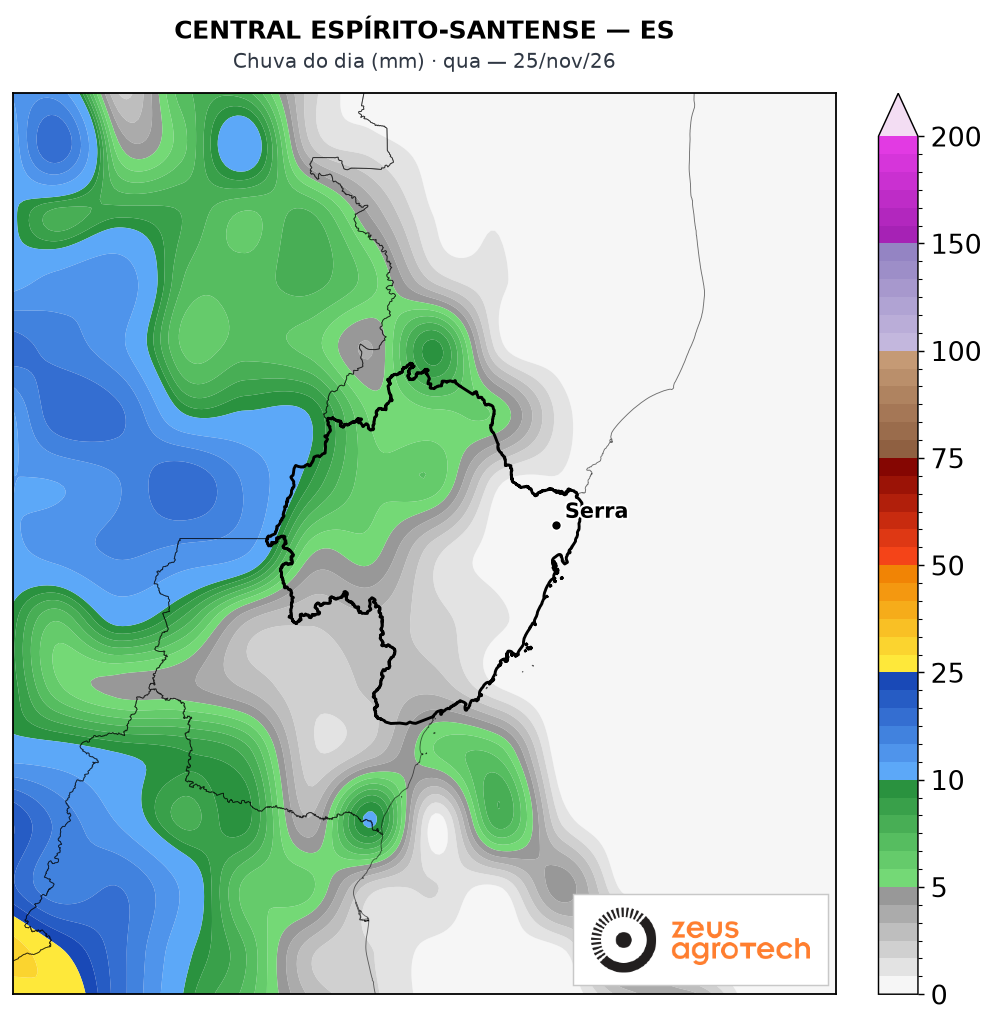 CENTRAL ESPÍRITO-SANTENSE — ES
Chuva do dia (mm) · qua — 25/nov/26
200
150
100
75
50
25
10
5
0
Serra
zeus
agroTech